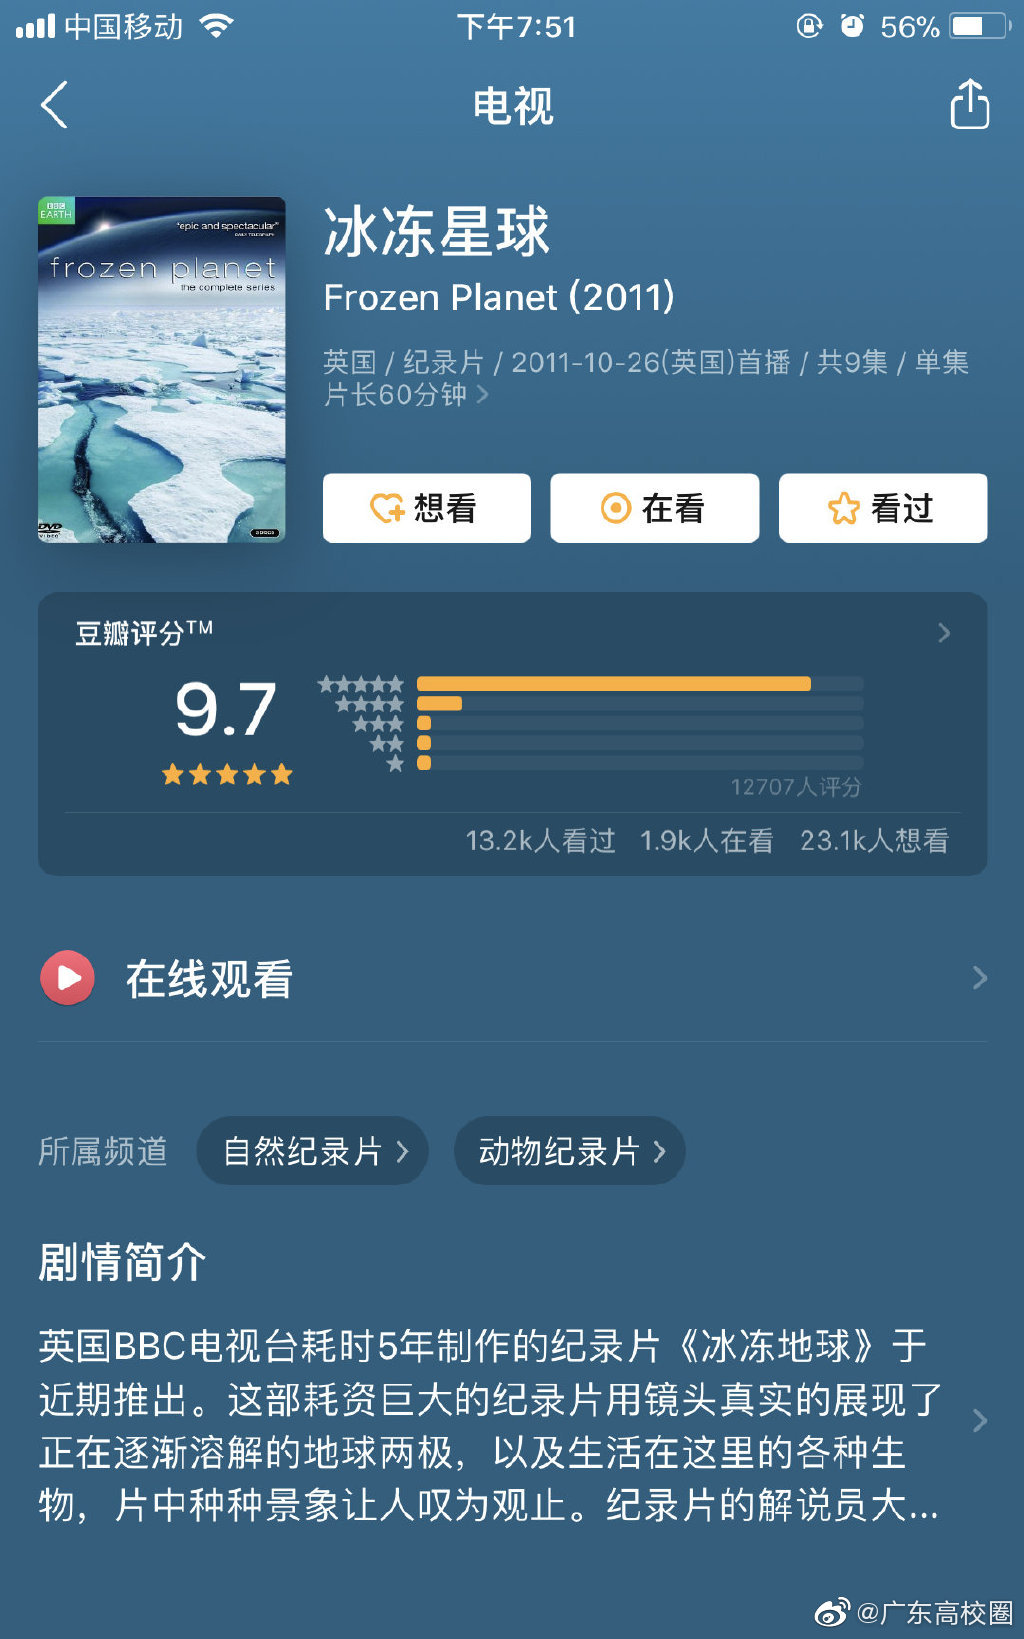 中国移动
下午7:51
56%
电视
BBC
EARTH
"epic and spectacular"
DAILY TELEGRAPH
frozen planet
the complete series
DVD
VIDEO
冰冻星球
Frozen Planet (2011)
英国 / 纪录片 / 2011-10-26(英国)首播 / 共9集 / 单集
片长60分钟
想看
在看
看过
豆瓣评分TM
9.7
12707人评分
13.2k人看过 1.9k人在看 23.1k人想看
在线观看
所属频道
自然纪录片
动物纪录片
剧情简介
英国BBC电视台耗时5年制作的纪录片《冰冻地球》于
近期推出。这部耗资巨大的纪录片用镜头真实的展现了
正在逐渐溶解的地球两极，以及生活在这里的各种生
物，片中种种景象让人叹为观止。纪录片的解说员大...
@广东高校圈